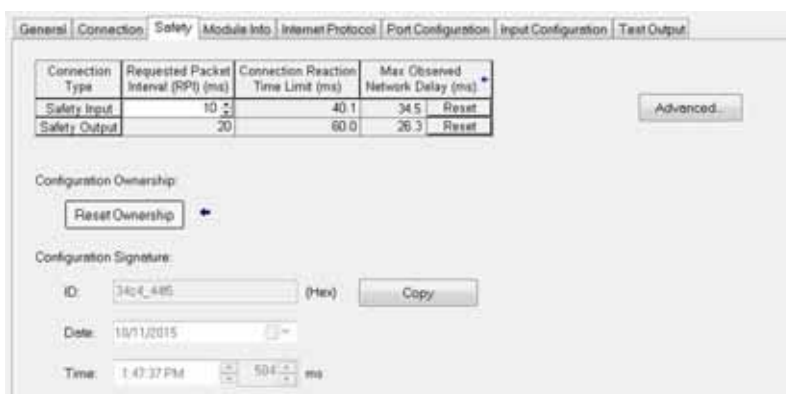 General Connection Safety Module Info Internet Protocol Port Configuration Input Configuration Test Output
Connection Type Requested Packet Interval (RPI) (ms) Connection Reaction Time Limit (ms) Max Observed Network Delay (ms)
Safety Input 10 40.1 34.5 Reset
Safety Output 20 60.0 26.3 Reset
Advanced...
Configuration Ownership:
Reset Ownership
Configuration Signature:
ID: (Hex) Copy
Date: 10/11/2015
Time: 1:47:37 PM 504 ms